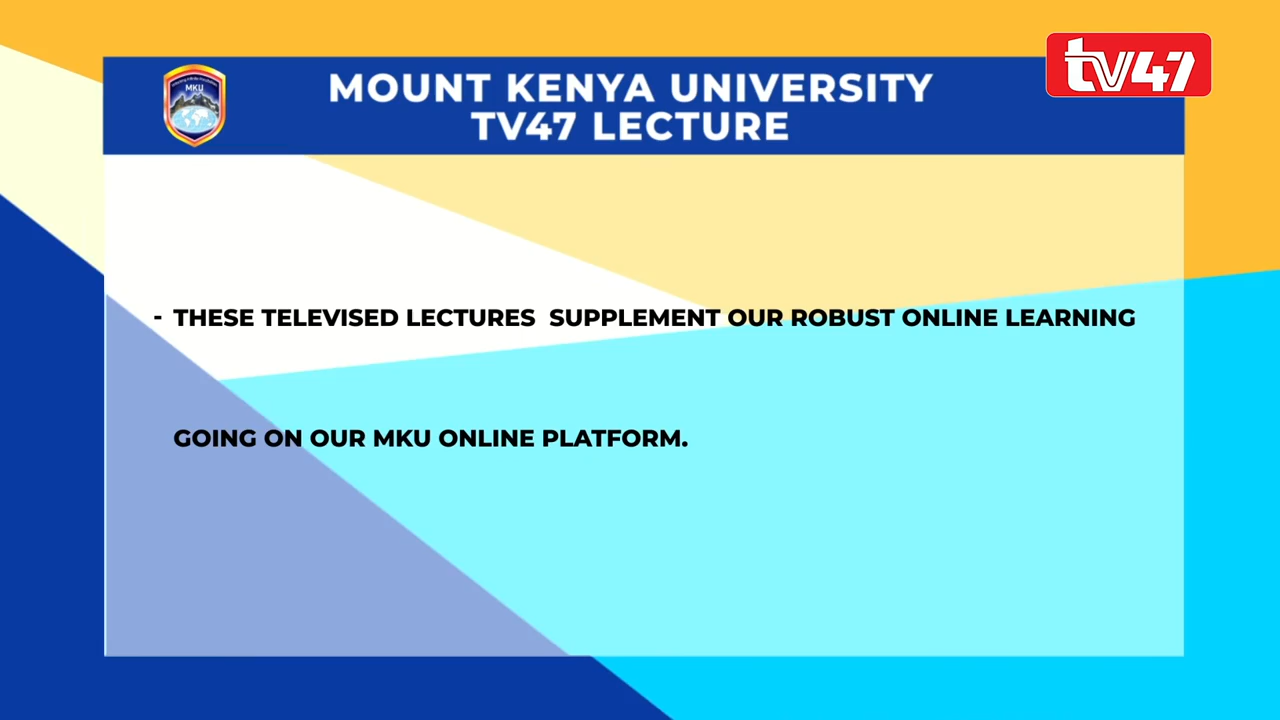 tv47
MKU
MOUNT KENYA UNIVERSITY
TV47 LECTURE
- THESE TELEVISED LECTURES  SUPPLEMENT OUR ROBUST ONLINE LEARNING
GOING ON OUR MKU ONLINE PLATFORM.